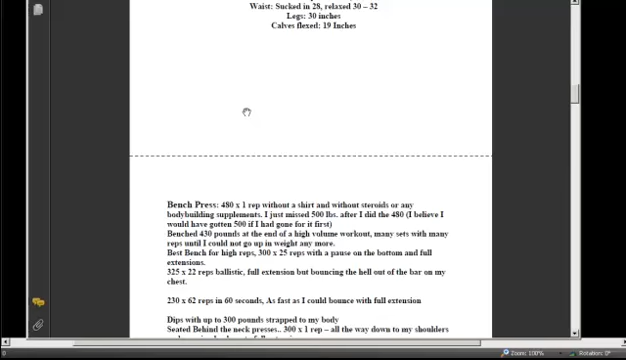 Waist: Sucked in 28, relaxed 30 – 32
Legs: 30 inches
Calves flexed: 19 Inches
Bench Press: 480 x 1 rep without a shirt and without steroids or any
bodybuilding supplements. I just missed 500 lbs. after I did the 480 (I believe I
would have gotten 500 if I had gone for it first)
Benched 430 pounds at the end of a high volume workout, many sets with many
reps until I could not go up in weight any more.
Best Bench for high reps, 300 x 25 reps with a pause on the bottom and full
extensions.
325 x 22 reps ballistic, full extension but bouncing the hell out of the bar on my
chest.
230 x 62 reps in 60 seconds, As fast as I could bounce with full extension
Dips with up to 300 pounds strapped to my body
Seated Behind the neck presses.. 300 x 1 rep – all the way down to my shoulders
Zoom: 100%
Rotation: 0°